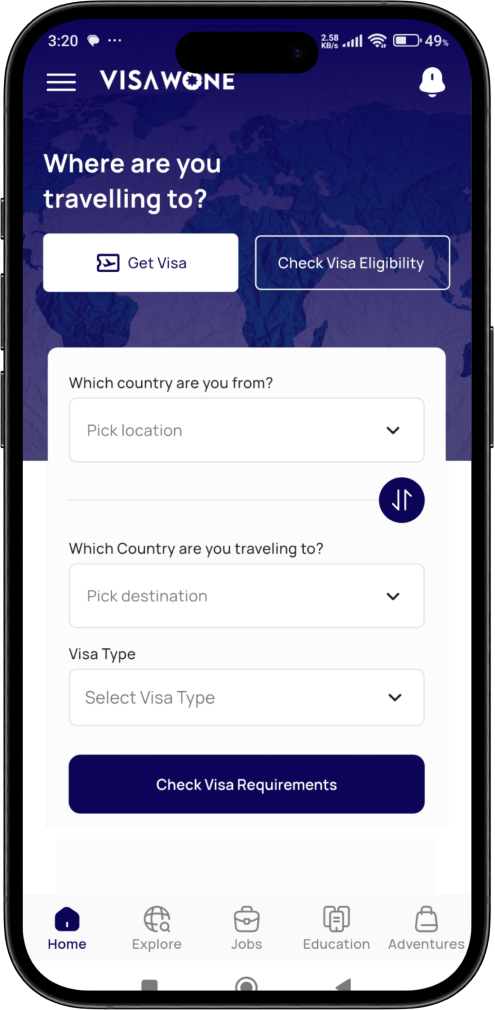 3:20
2.58
KB/s
49%
VISAWONE
Where are you
travelling to?
Get Visa
Check Visa Eligibility
Which country are you from?
Pick location
Which Country are you traveling to?
Pick destination
Visa Type
Select Visa Type
Check Visa Requirements
Home
Explore
Jobs
Education
Adventures